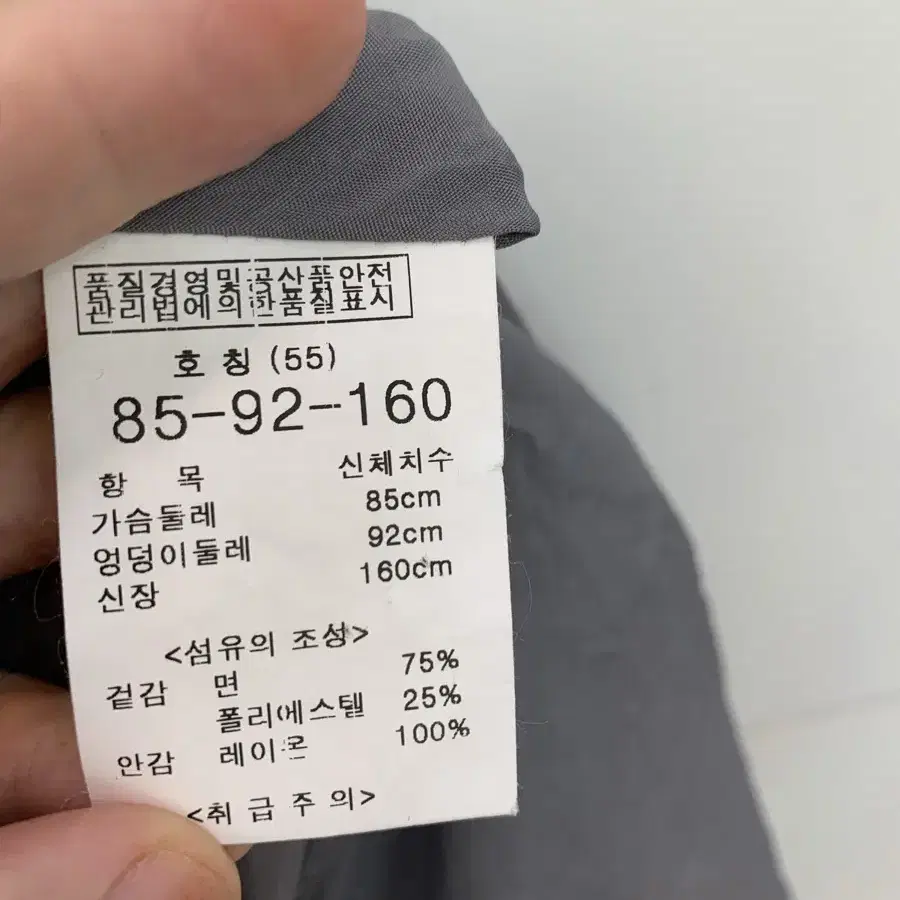 품질경영및공산품안전
관리법에의한품질표시
호 칭 (55)
85-92-160
항 목 신체치수
가슴둘레 85cm
엉덩이둘레 92cm
신장 160cm
<섬유의 조성>
겉감 면 75%
폴리에스텔 25%
안감 레이온 100%
<취 급 주 의>